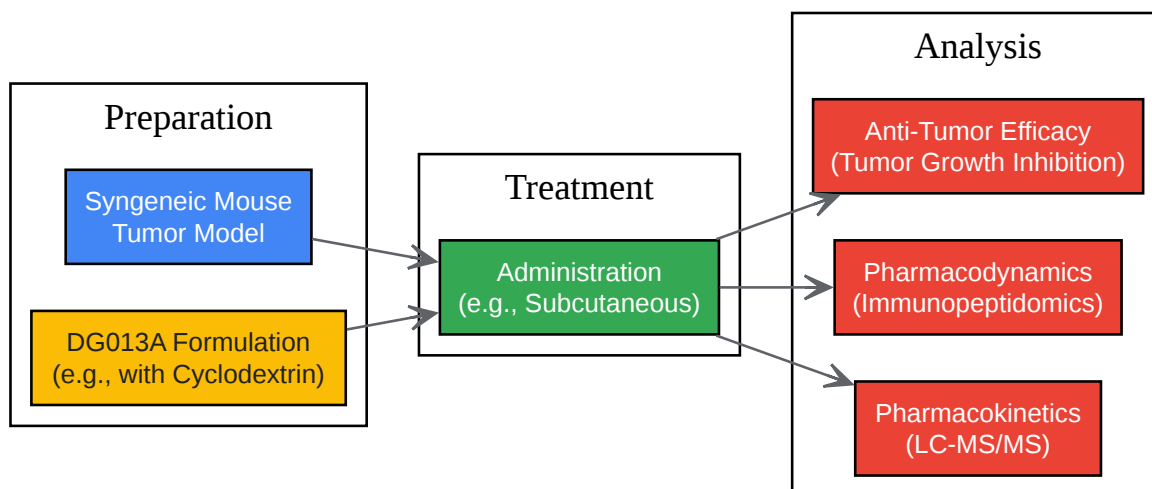 Preparation
Syngeneic Mouse
Tumor Model
DG013A Formulation
(e.g., with Cyclodextrin)
Treatment
Administration
(e.g., Subcutaneous)
Analysis
Anti-Tumor Efficacy
(Tumor Growth Inhibition)
Pharmacodynamics
(Immunopeptidomics)
Pharmacokinetics
(LC-MS/MS)